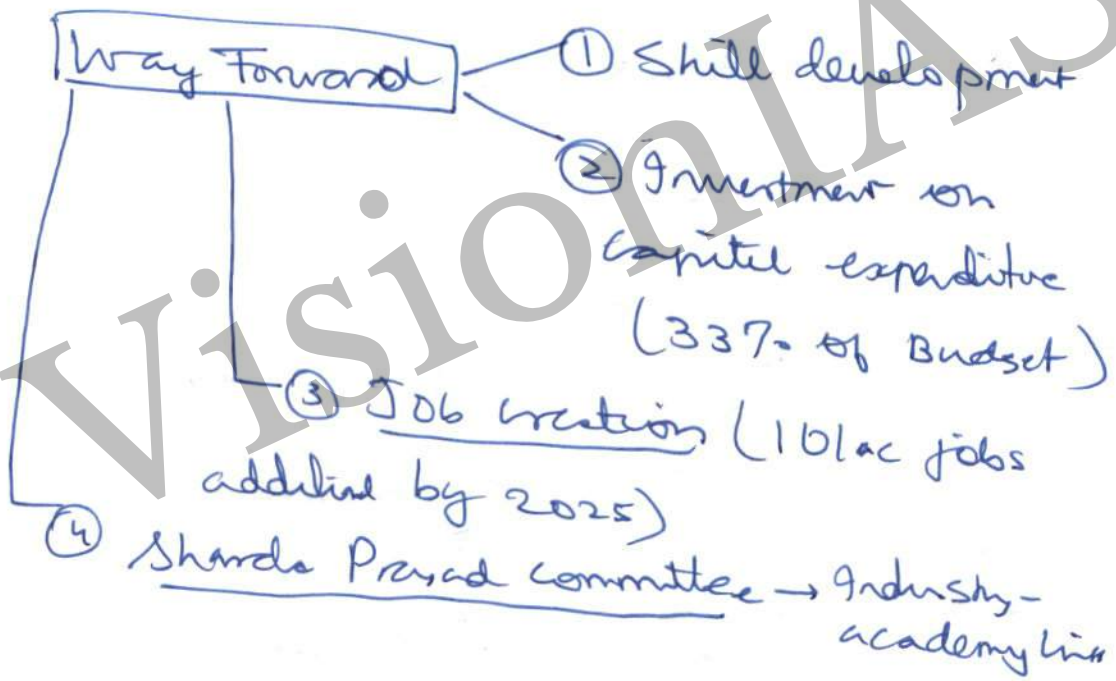 Way Forward
① Skill development
② Investment on
capital expenditure
(33% of Budget)
③ Job creation (10lac jobs
additional by 2025)
④ Sharda Prasad committee → Industry-
academy link
VisionIAS